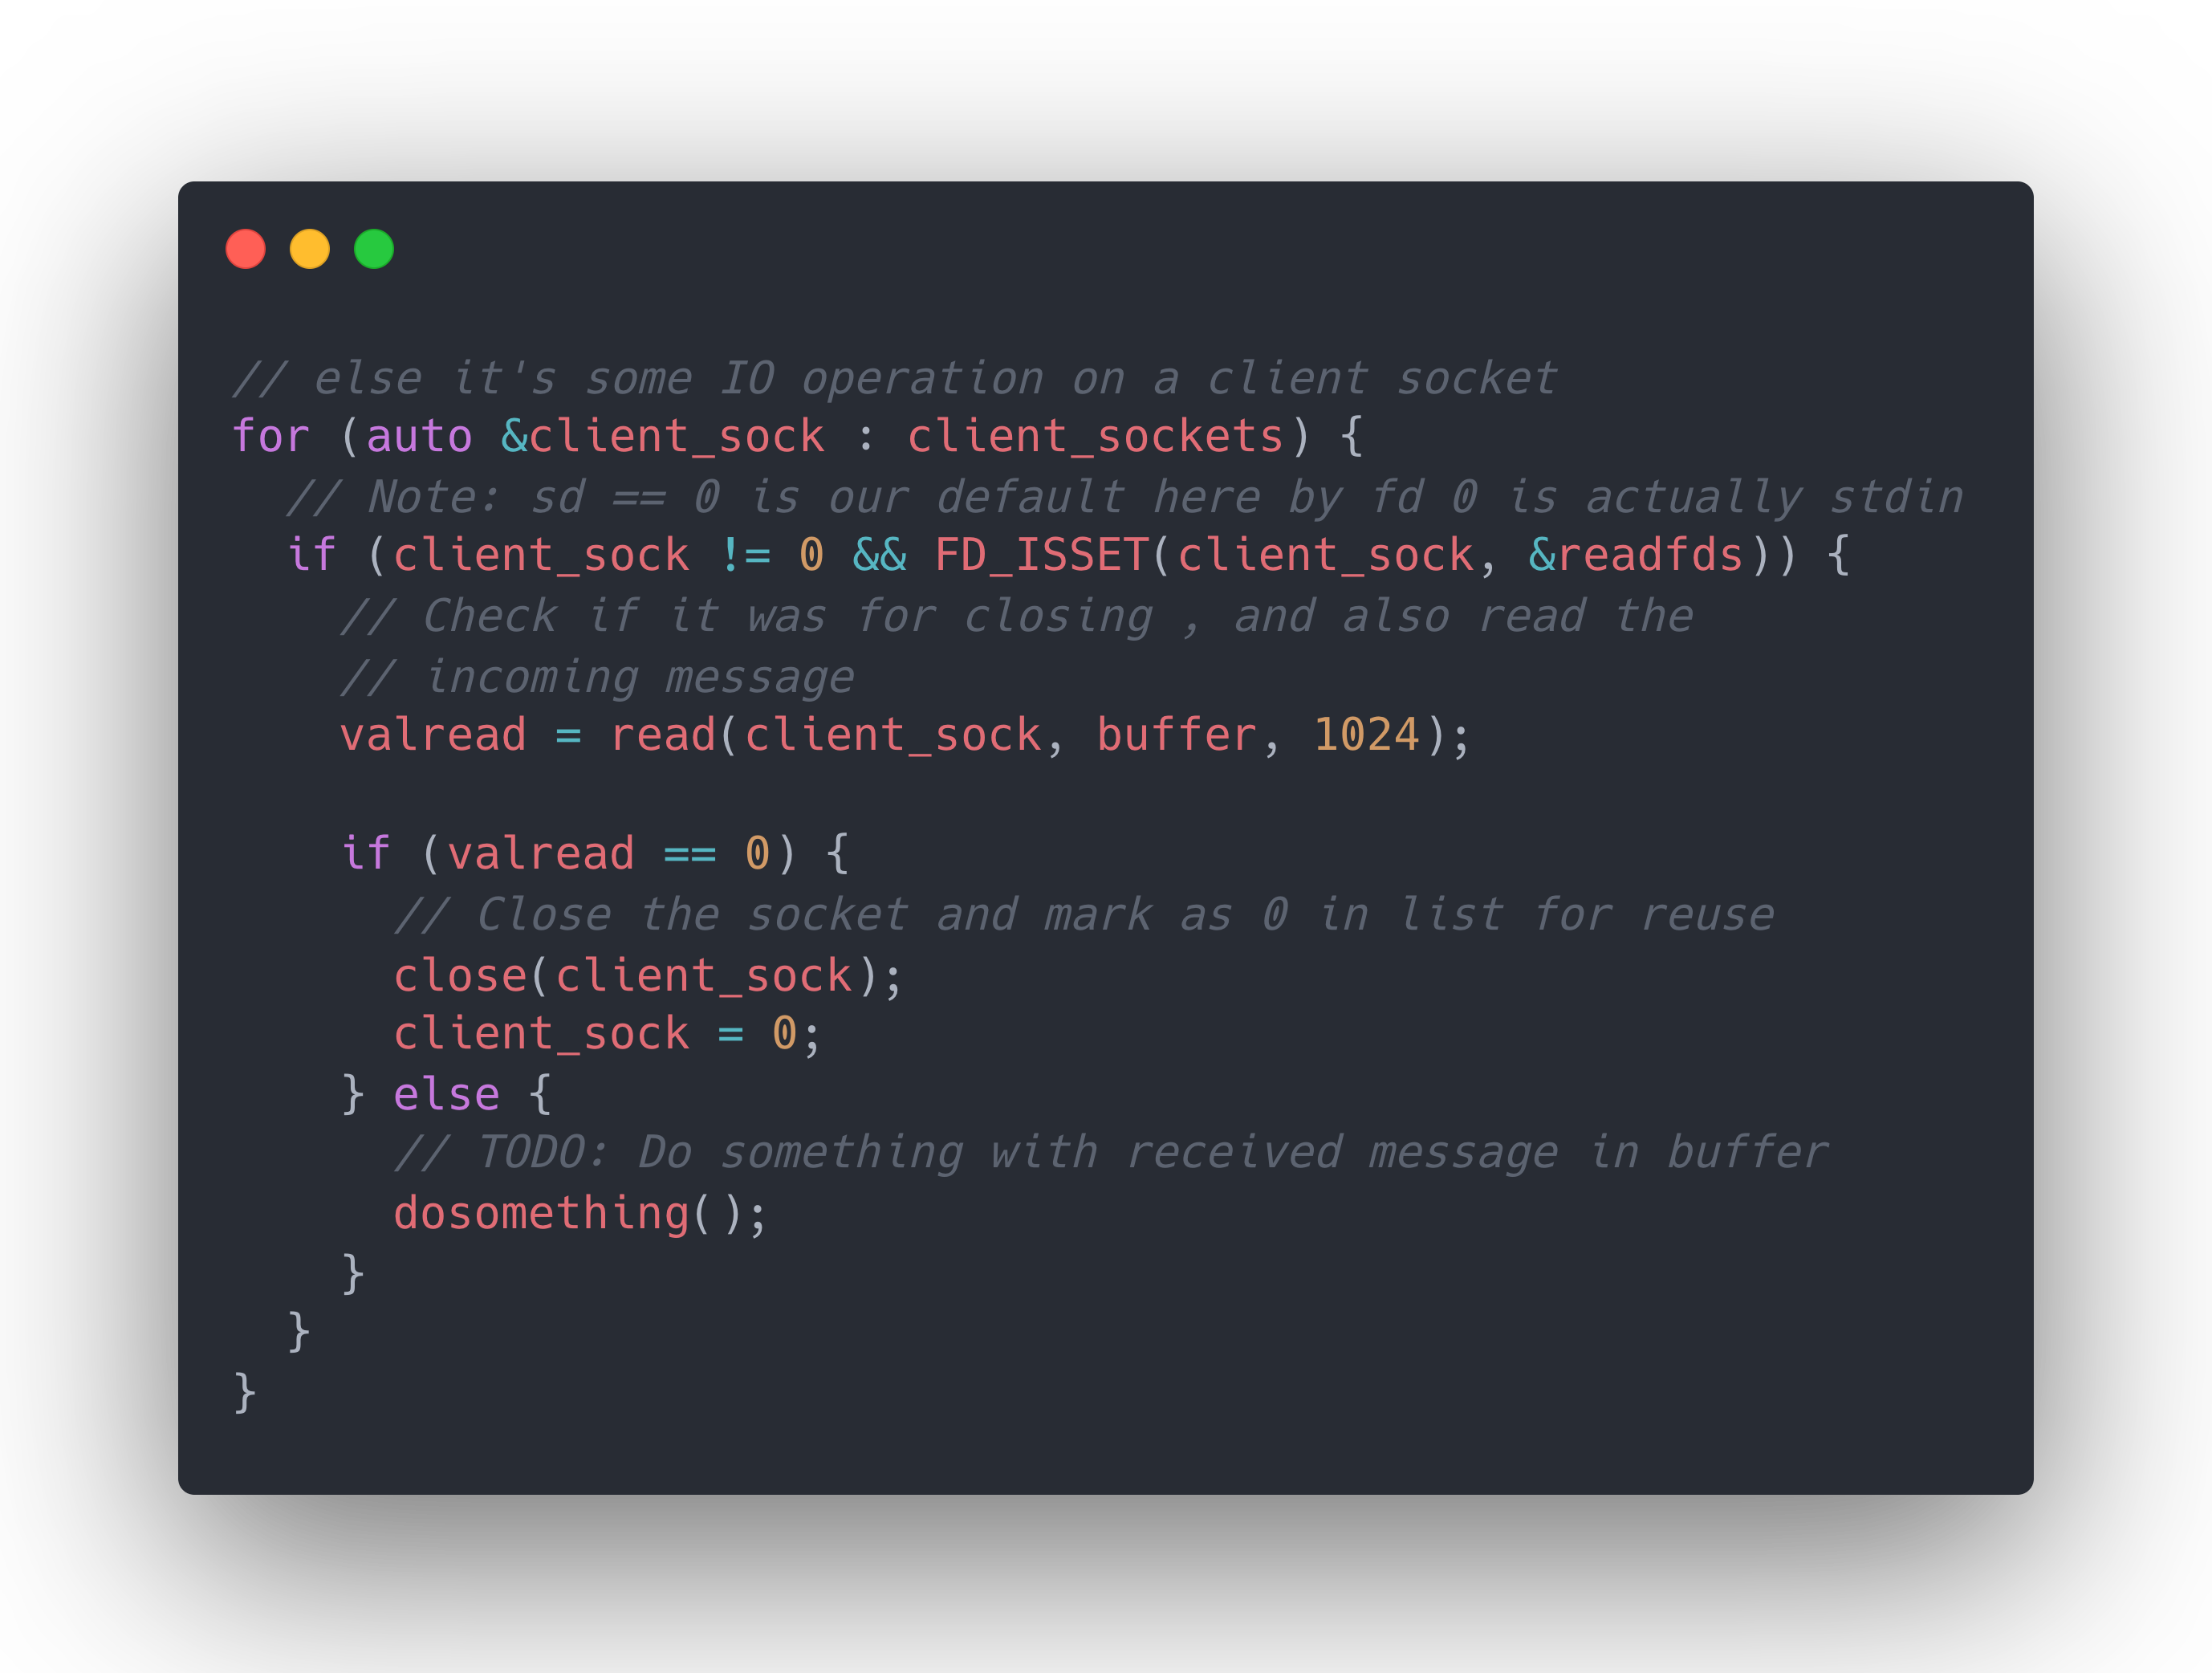 // else it's some IO operation on a client socket
for (auto &client_sock : client_sockets) {
  // Note: sd == 0 is our default here by fd 0 is actually stdin
  if (client_sock != 0 && FD_ISSET(client_sock, &readfds)) {
    // Check if it was for closing , and also read the
    // incoming message
    valread = read(client_sock, buffer, 1024);

    if (valread == 0) {
      // Close the socket and mark as 0 in list for reuse
      close(client_sock);
      client_sock = 0;
    } else {
      // TODO: Do something with received message in buffer
      dosomething();
    }
  }
}